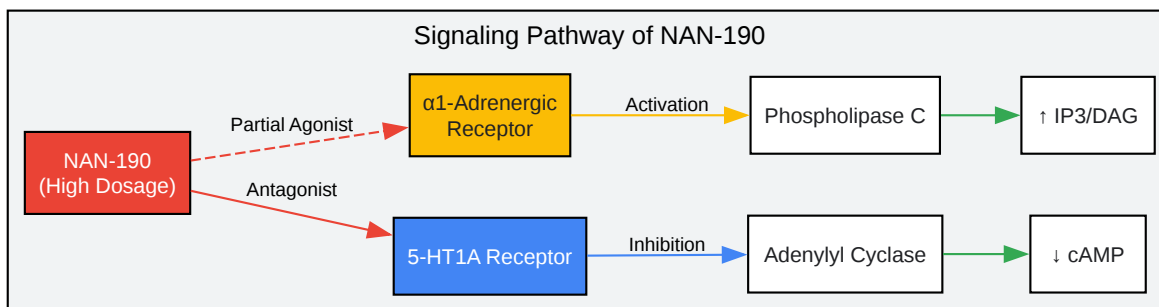 Signaling Pathway of NAN-190
NAN-190
(High Dosage)
Partial Agonist
α1-Adrenergic
Receptor
Activation
Phospholipase C
↑ IP3/DAG
Antagonist
5-HT1A Receptor
Inhibition
Adenylyl Cyclase
↓ cAMP